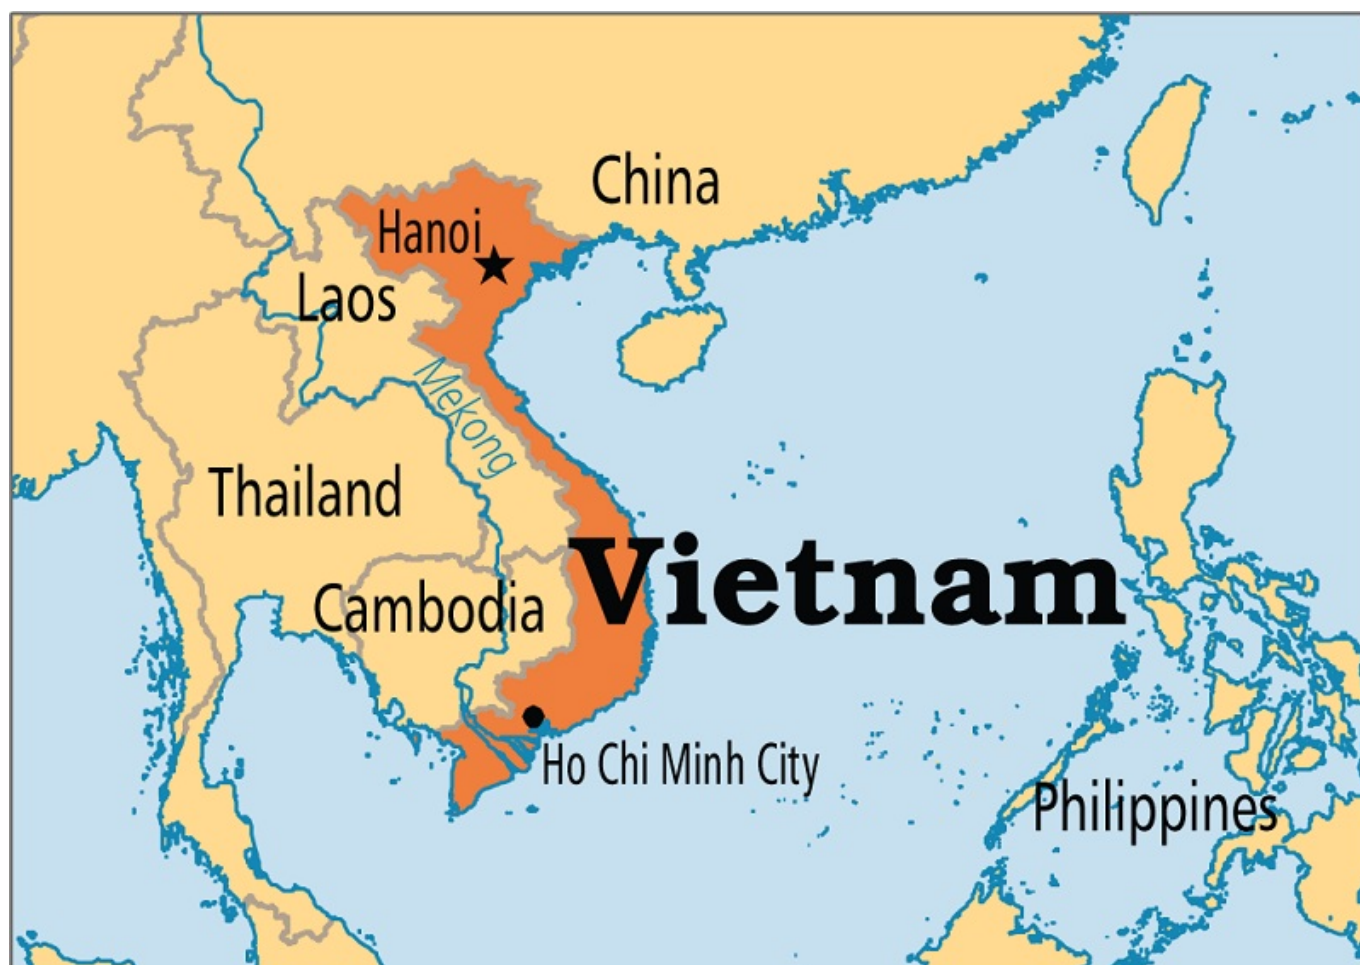 China
Hanoi
Laos
Mekong
Thailand
Vietnam
Cambodia
Ho Chi Minh City
Philippines